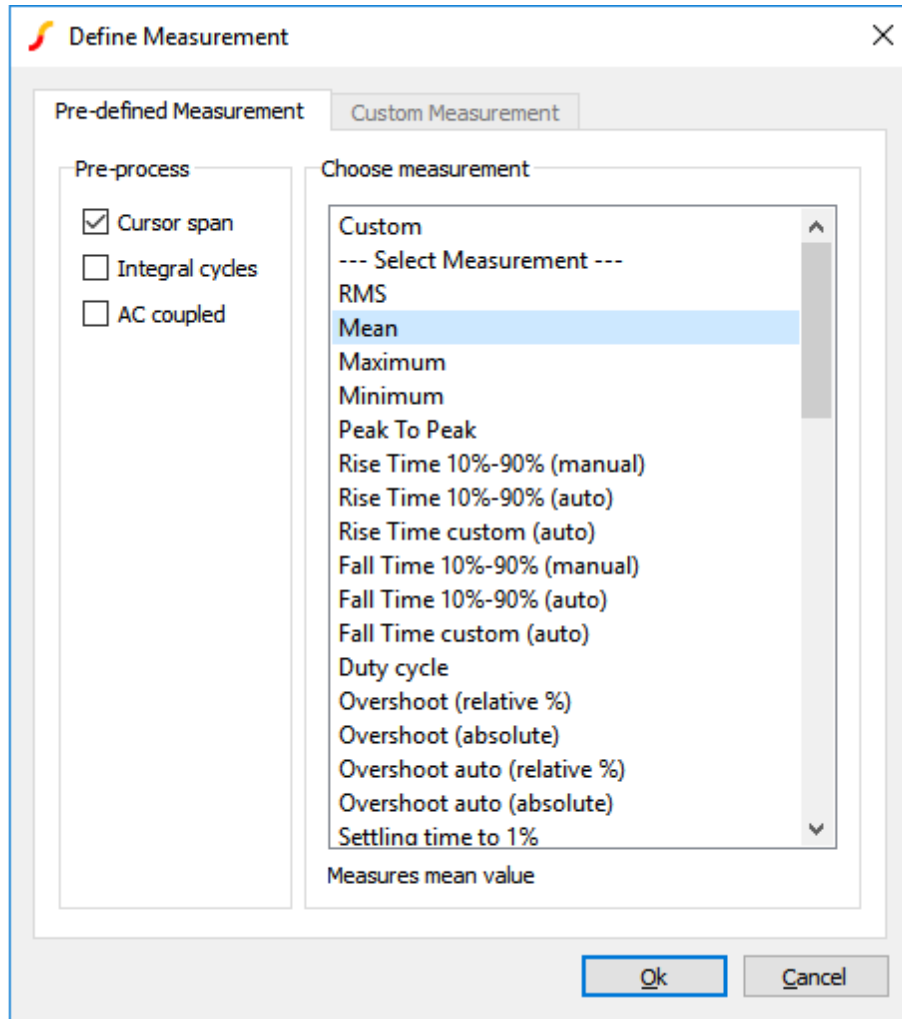 Define Measurement
Pre-defined Measurement
Custom Measurement
Pre-process
Cursor span
Integral cycles
AC coupled
Choose measurement
Custom
--- Select Measurement ---
RMS
Mean
Maximum
Minimum
Peak To Peak
Rise Time 10%-90% (manual)
Rise Time 10%-90% (auto)
Rise Time custom (auto)
Fall Time 10%-90% (manual)
Fall Time 10%-90% (auto)
Fall Time custom (auto)
Duty cycle
Overshoot (relative %)
Overshoot (absolute)
Overshoot auto (relative %)
Overshoot auto (absolute)
Settling time to 1%
Measures mean value
Ok
Cancel